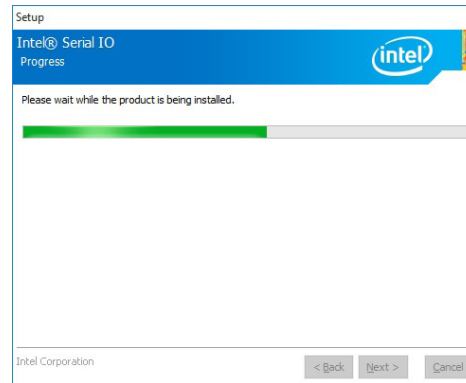 Setup
Intel® Serial IO
Progress
intel
Please wait while the product is being installed.
Intel Corporation
< Back
Next >
Cancel